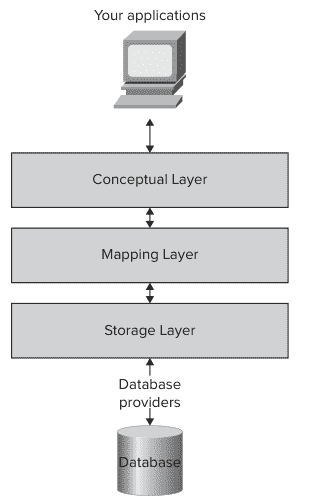 Your applications
Conceptual Layer
Mapping Layer
Storage Layer
Database
providers
Database